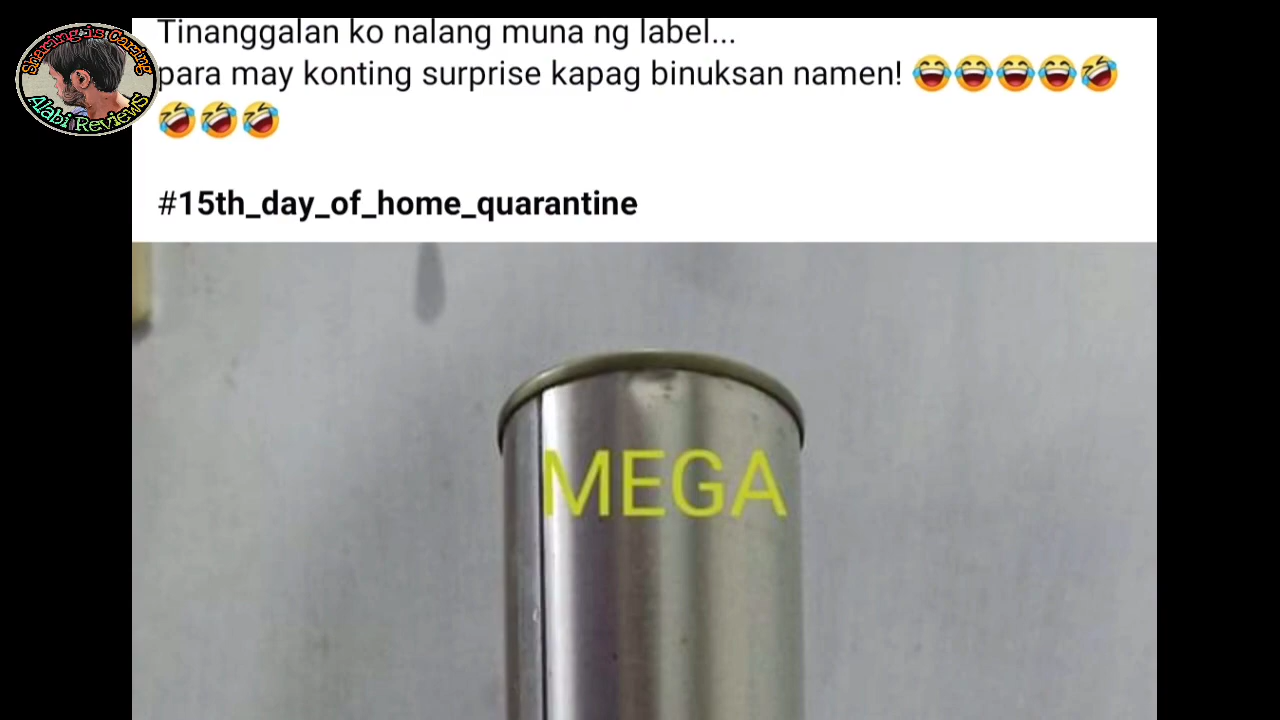 Sharing is Caring
Alabi ReviewS
Tinanggalan ko nalang muna ng label...
para may konting surprise kapag binuksan namen! 😂😂😂😂🤣
🤣🤣🤣
#15th_day_of_home_quarantine
MEGA